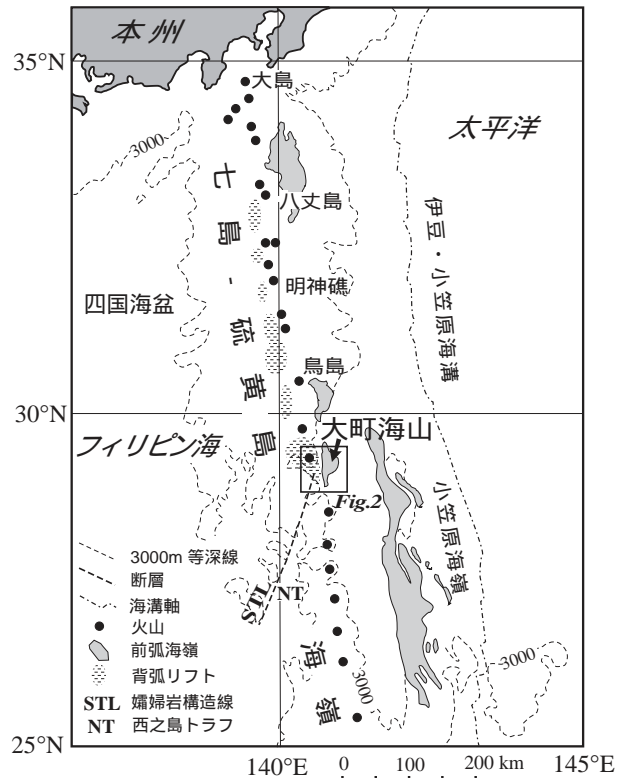 本州
35°N
大島
太平洋
3000
八丈島
七島-硫黄島
伊豆・小笠原海溝
四国海盆
明神礁
鳥島
30°N
大町海山
フィリピン海
Fig.2
小笠原海嶺
3000m 等深線
断層
STL
NT
海溝軸
火山
前弧海嶺
背弧リフト
海嶺
3000
3000
STL 孀婦岩構造線
NT 西之島トラフ
25°N
140°E
0 100 200 km
145°E